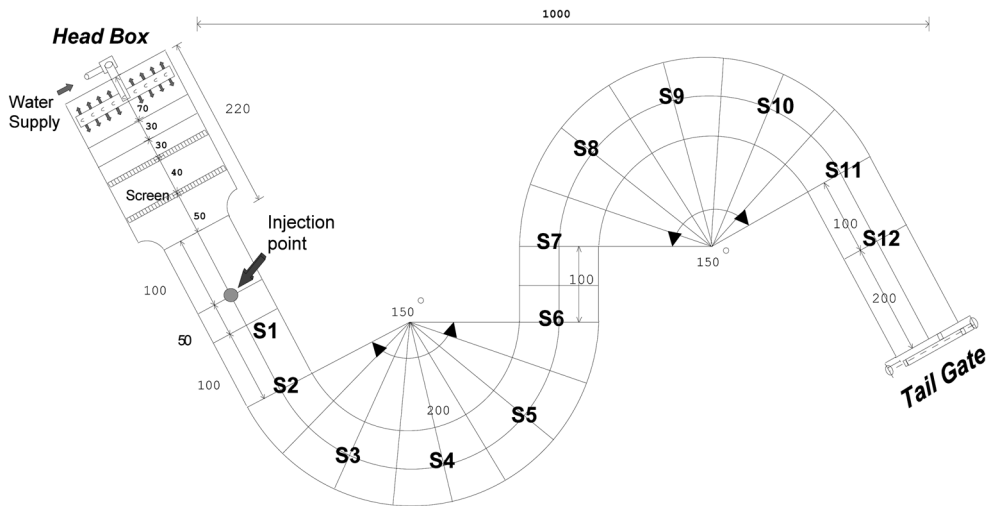 1000
Head Box
Water
Supply
70
30
30
40
Screen
50
220
Injection
point
100
50
100
S1
S2
S3
S4
S5
S6
S7
S8
S9
S10
S11
S12
150°
200
100
150°
100
200
Tail Gate